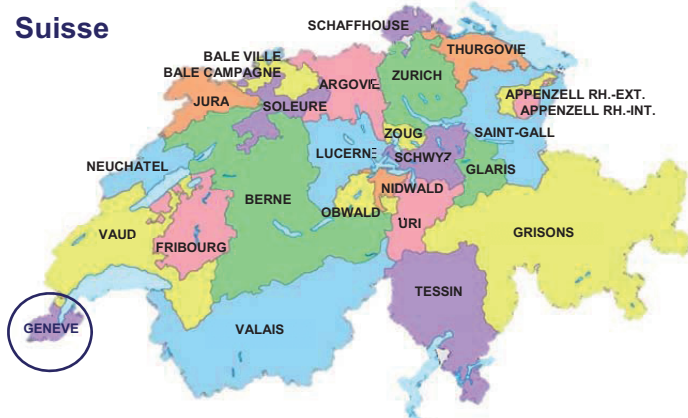 Suisse
SCHAFFHOUSE
BALE VILLE
THURGOVIE
BALE CAMPAGNE
ARGOVIE
ZURICH
JURA
SOLEURE
APPENZELL RH.-EXT.
APPENZELL RH.-INT.
ZOUG
SAINT-GALL
LUCERNE
SCHWYZ
NEUCHATEL
GLARIS
NIDWALD
BERNE
OBWALD
URI
VAUD
FRIBOURG
GRISONS
TESSIN
GENEVE
VALAIS